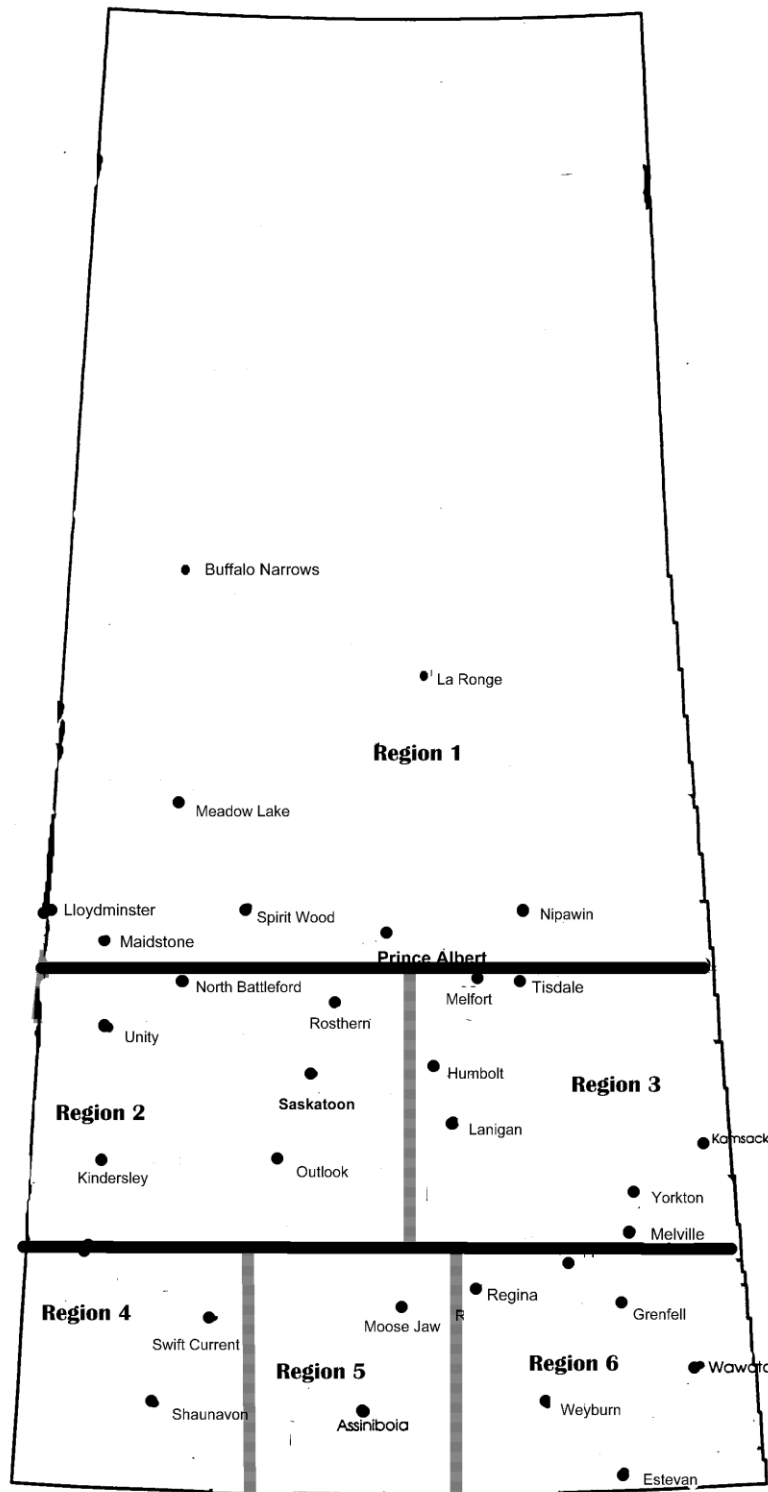 Buffalo Narrows
La Ronge
Region 1
Meadow Lake
Lloydminster
Spirit Wood
Nipawin
Maidstone
Prince Albert
North Battleford
Melfort
Tisdale
Rosthern
Unity
Humbolt
Region 3
Saskatoon
Region 2
Lanigan
Kamsack
Kindersley
Outlook
Yorkton
Melville
Regina
Region 4
Grenfell
R
Moose Jaw
Swift Current
Region 5
Region 6
Shaunavon
Weyburn
Assiniboia
Estevan